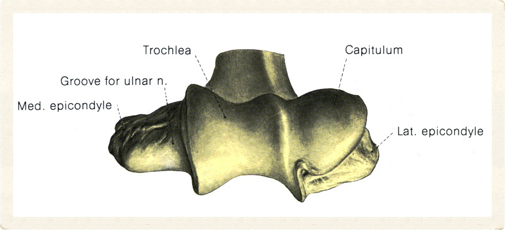 Trochlea
Capitulum
Groove for ulnar n.
Med. epicondyle
Lat. epicondyle